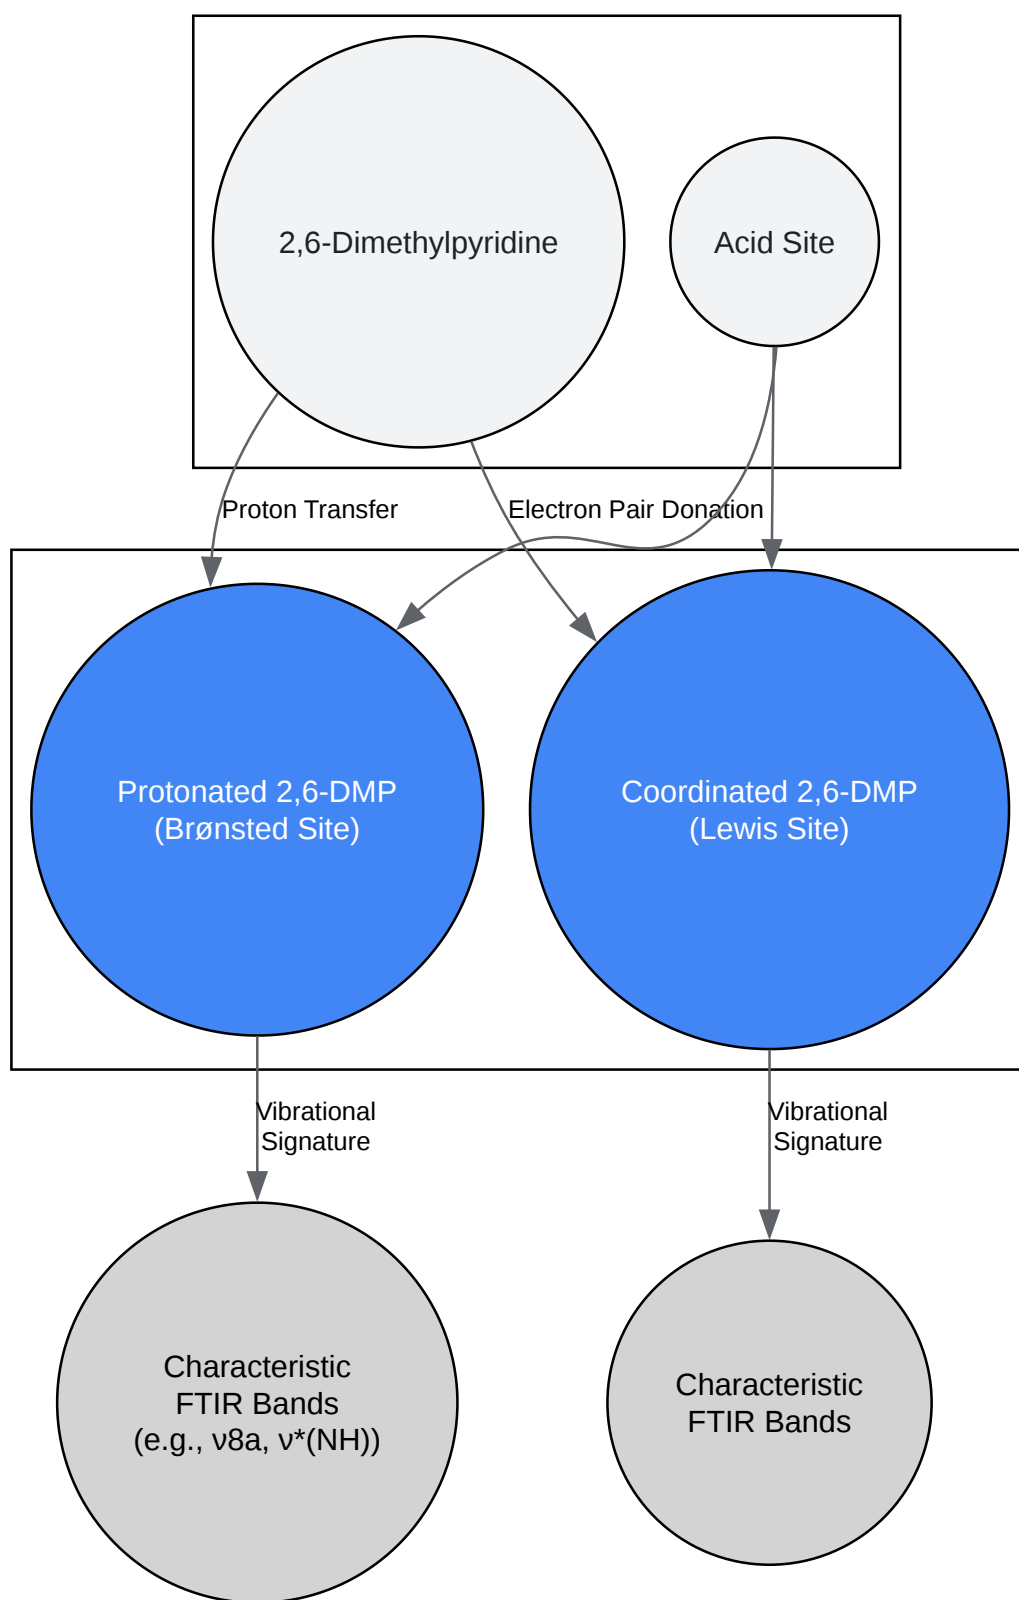 2,6-Dimethylpyridine
Acid Site
Proton Transfer
Electron Pair Donation
Protonated 2,6-DMP
(Brønsted Site)
Coordinated 2,6-DMP
(Lewis Site)
Vibrational
Signature
Vibrational
Signature
Characteristic
FTIR Bands
(e.g., ν8a, ν*(NH))
Characteristic
FTIR Bands